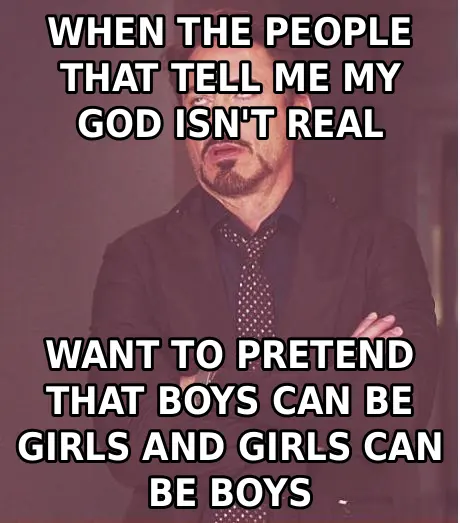 WHEN THE PEOPLE
THAT TELL ME MY
GOD ISN'T REAL
WANT TO PRETEND
THAT BOYS CAN BE
GIRLS AND GIRLS CAN
BE BOYS